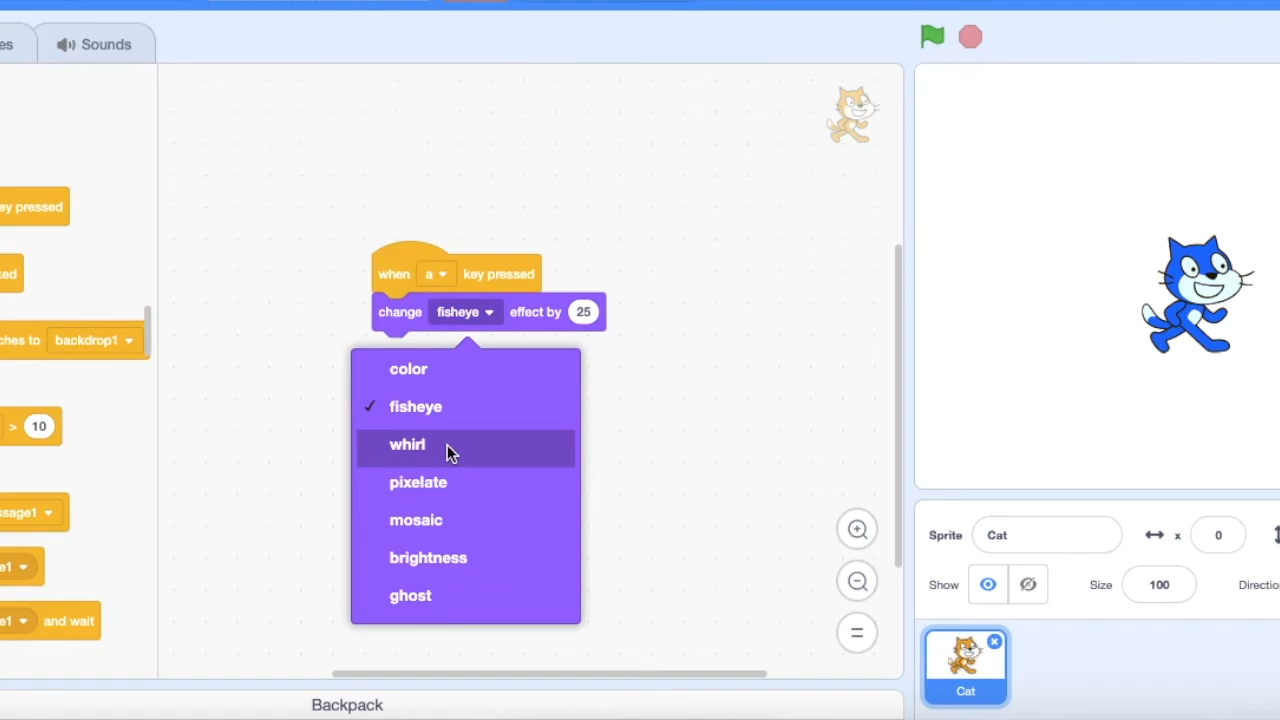 es
Sounds
ey pressed
ked
ches to backdrop1
> 10
ssage1
e1
e1 and wait
when a key pressed
change fisheye effect by 25
color
✓ fisheye
whirl
pixelate
mosaic
brightness
ghost
Backpack
Sprite Cat x 0
Show Size 100 Directio
Cat